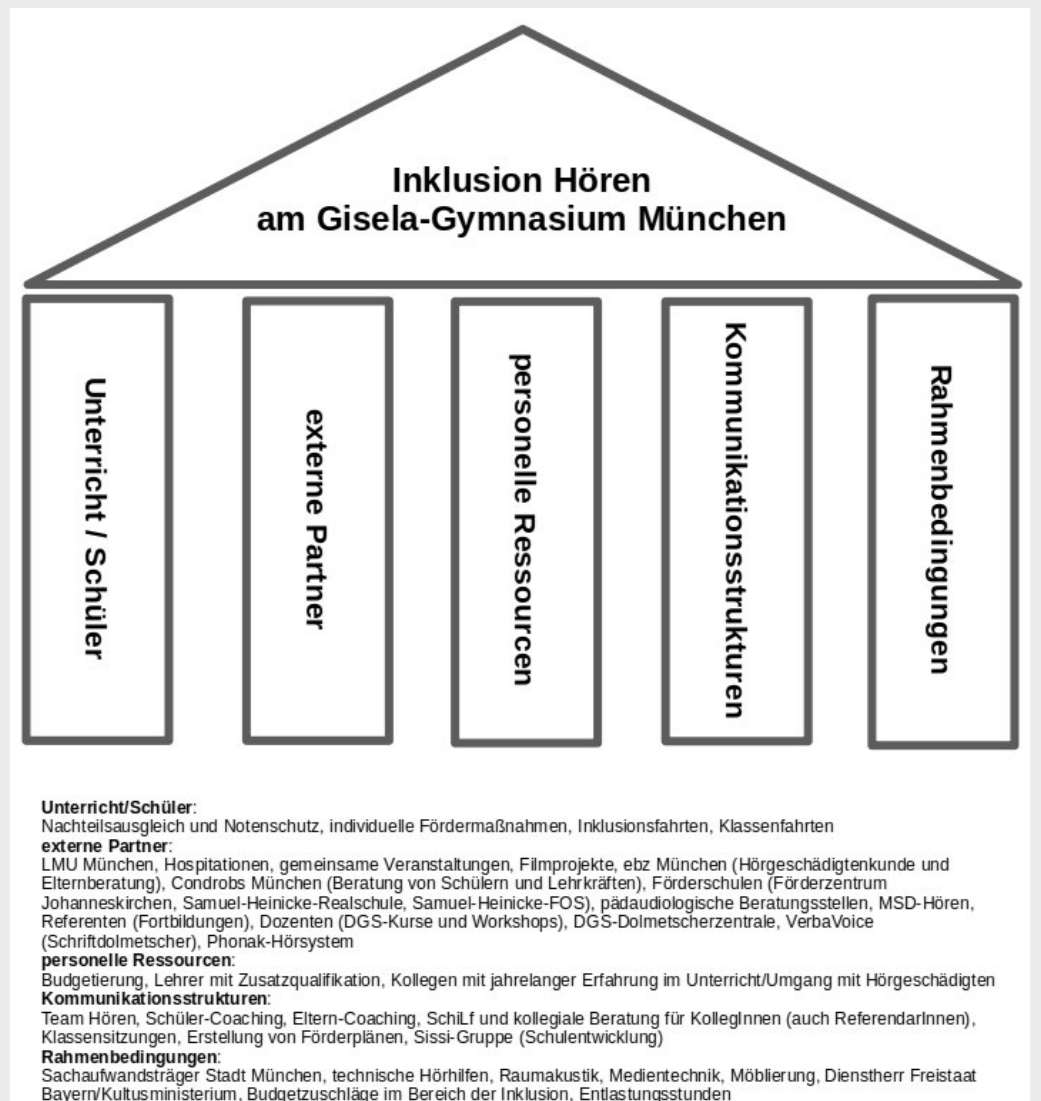 Inklusion Hören
am Gisela-Gymnasium München
Unterricht / Schüler
externe Partner
personelle Ressourcen
Kommunikationsstrukturen
Rahmenbedingungen
Unterricht/Schüler:
Nachteilsausgleich und Notenschutz, individuelle Fördermaßnahmen, Inklusionsfahrten, Klassenfahrten
externe Partner:
LMU München, Hospitationen, gemeinsame Veranstaltungen, Filmprojekte, ebz München (Hörgeschädigtenkunde und
Elternberatung), Condrobs München (Beratung von Schülern und Lehrkräften), Förderschulen (Förderzentrum
Johanneskirchen, Samuel-Heinicke-Realschule, Samuel-Heinicke-FOS), pädaudiologische Beratungsstellen, MSD-Hören,
Referenten (Fortbildungen), Dozenten (DGS-Kurse und Workshops), DGS-Dolmetscherzentrale, VerbaVoice
(Schriftdolmetscher), Phonak-Hörsystem
personelle Ressourcen:
Budgetierung, Lehrer mit Zusatzqualifikation, Kollegen mit jahrelanger Erfahrung im Unterricht/Umgang mit Hörgeschädigten
Kommunikationsstrukturen:
Team Hören, Schüler-Coaching, Eltern-Coaching, SchiLf und kollegiale Beratung für KollegInnen (auch ReferendarInnen),
Klassensitzungen, Erstellung von Förderplänen, Sissi-Gruppe (Schulentwicklung)
Rahmenbedingungen:
Sachaufwandsträger Stadt München, technische Hörhilfen, Raumakustik, Medientechnik, Möblierung, Dienstherr Freistaat
Bayern/Kultusministerium, Budgetzuschläge im Bereich der Inklusion, Entlastungsstunden